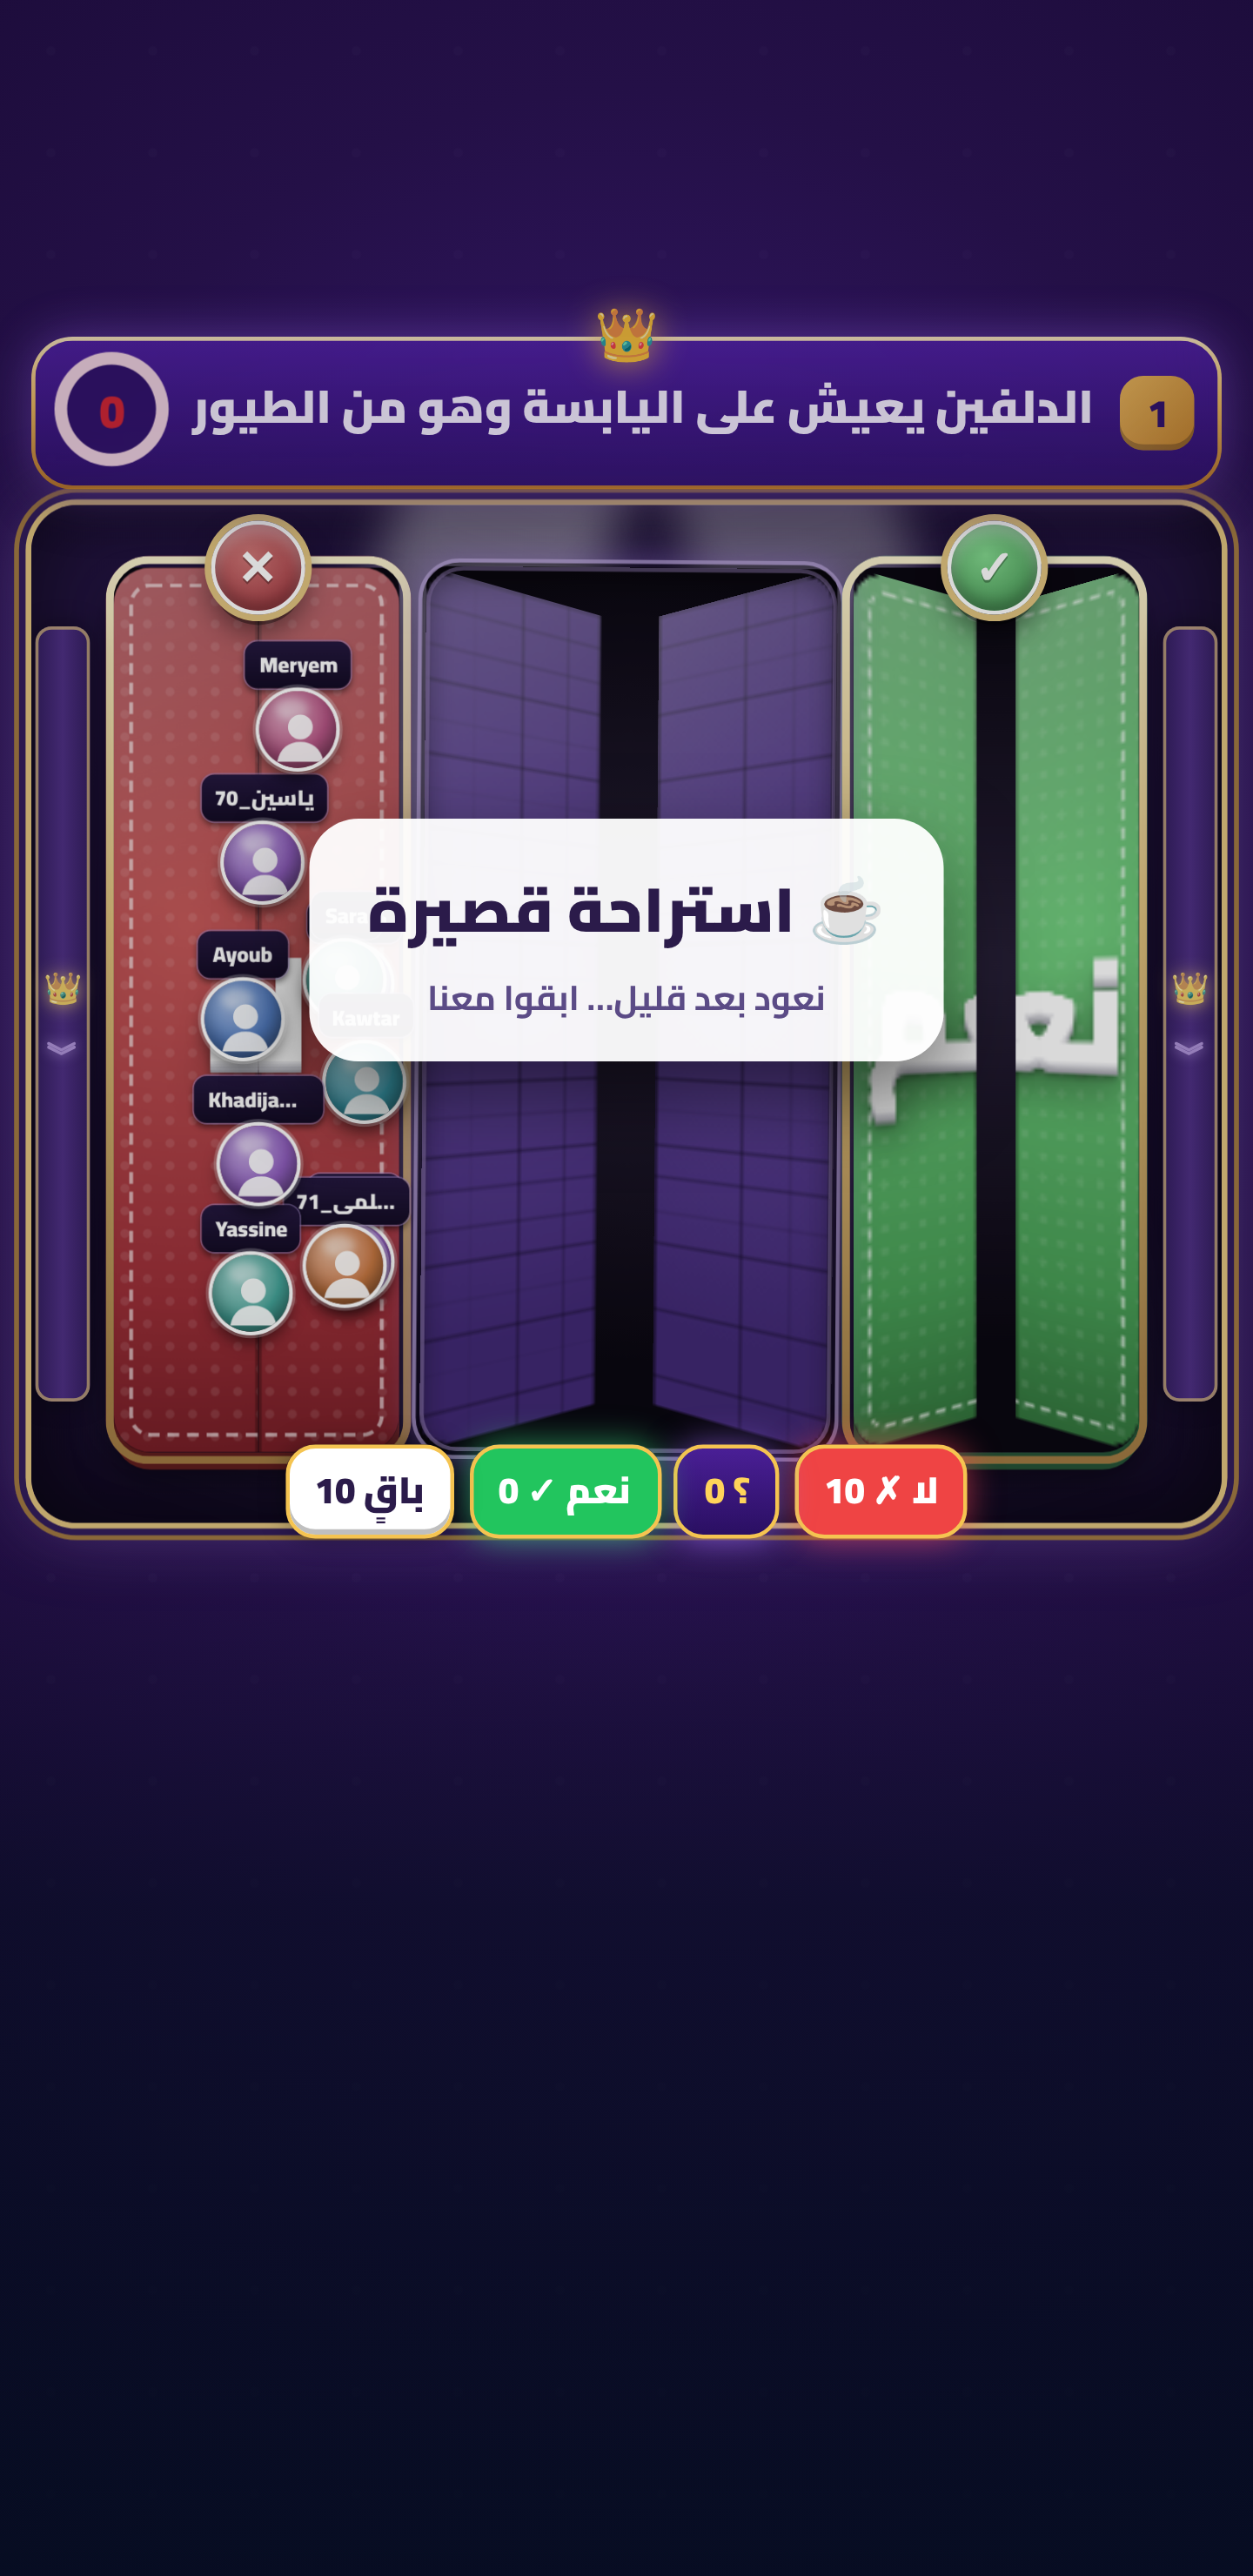 1
الدلفين يعيش على اليابسة وهو من الطيور
0
✕
✓
Meryem
ياسين_70
Sara
Ayoub
☕ استراحة قصيرة
نعود بعد قليل... ابقوا معنا
Kawtar
نعم
Khadija...
...لمى_71
Yassine
لا ✗ 10
؟ 0
نعم ✓ 0
باقٍ 10